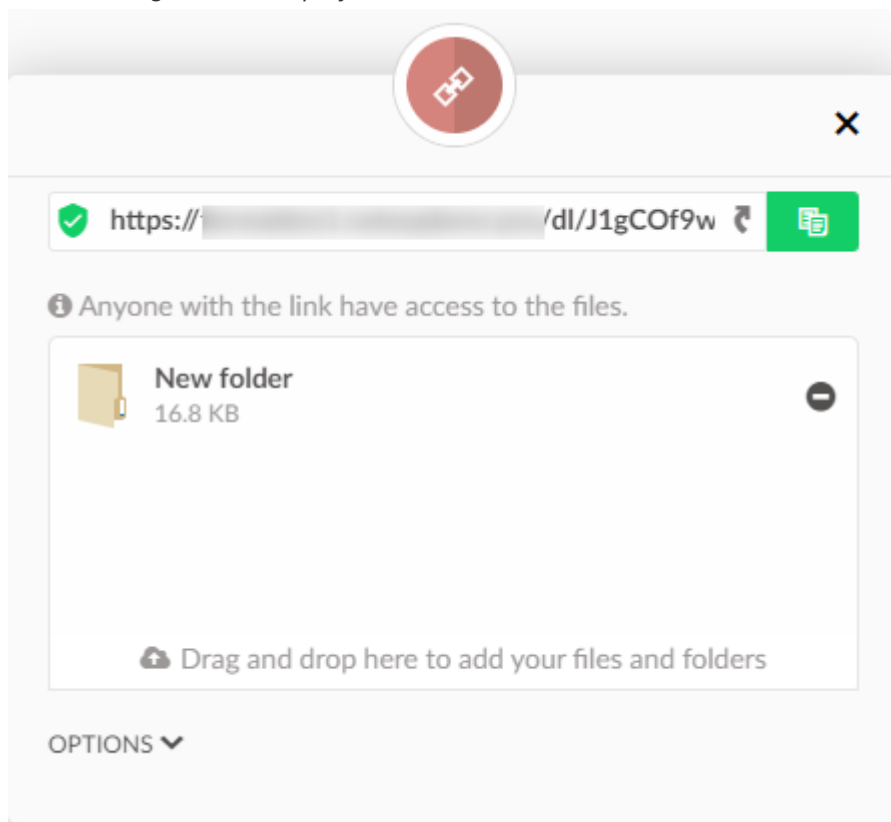 https:// /dl/J1gCOf9w
Anyone with the link have access to the files.
New folder
16.8 KB
Drag and drop here to add your files and folders
OPTIONS